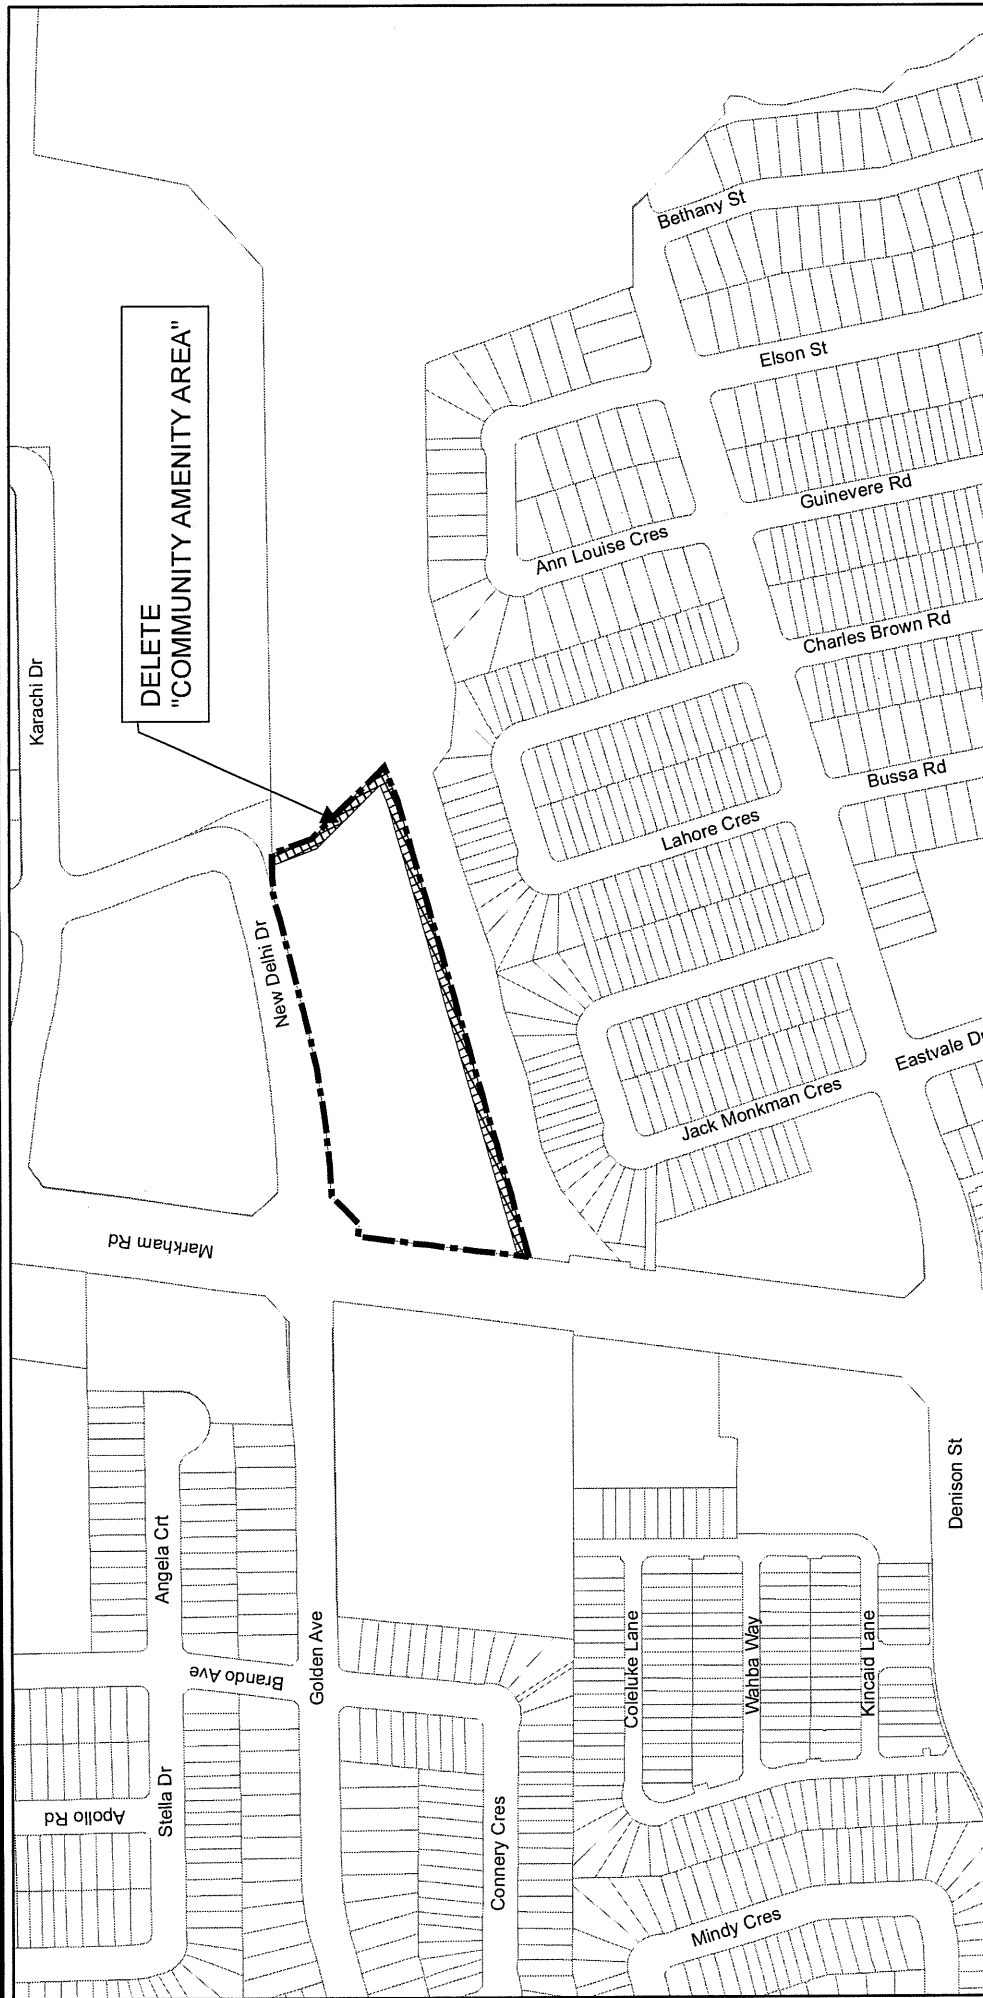 Karachi Dr
DELETE
"COMMUNITY AMENITY AREA"
New Delhi Dr
Markham Rd
Bethany St
Elson St
Guinevere Rd
Ann Louise Cres
Charles Brown Rd
Bussa Rd
Lahore Cres
Eastvale Dr
Jack Monkman Cres
Angela Crt
Brando Ave
Golden Ave
Apollo Rd
Stella Dr
Connery Cres
Coleluke Lane
Wahba Way
Kincaid Lane
Denison St
Mindy Cres